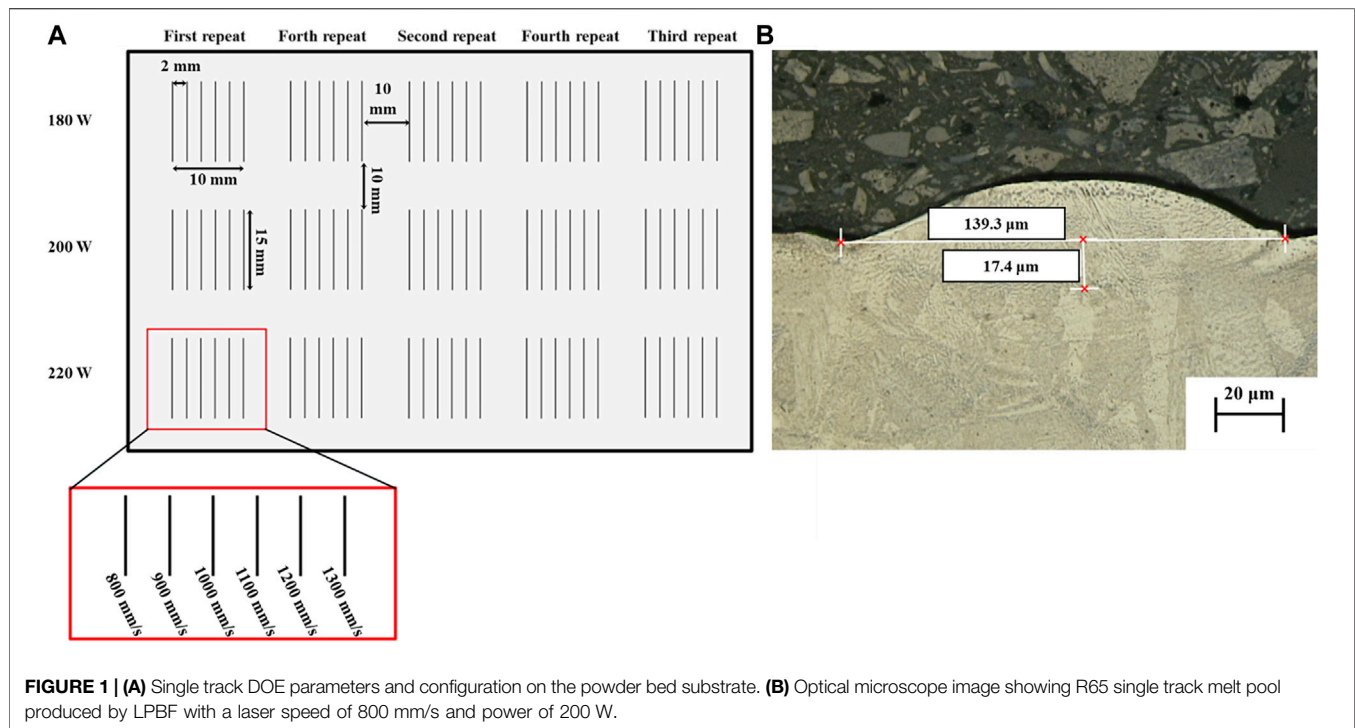 A
First repeat Forth repeat Second repeat Fourth repeat Third repeat
B
2 mm
180 W
10 mm
10 mm
10 mm
200 W
15 mm
220 W
139.3 µm
17.4 µm
20 µm
800 mm/s
900 mm/s
1000 mm/s
1100 mm/s
1200 mm/s
1300 mm/s
FIGURE 1 | (A) Single track DOE parameters and configuration on the powder bed substrate. (B) Optical microscope image showing R65 single track melt pool
produced by LPBF with a laser speed of 800 mm/s and power of 200 W.